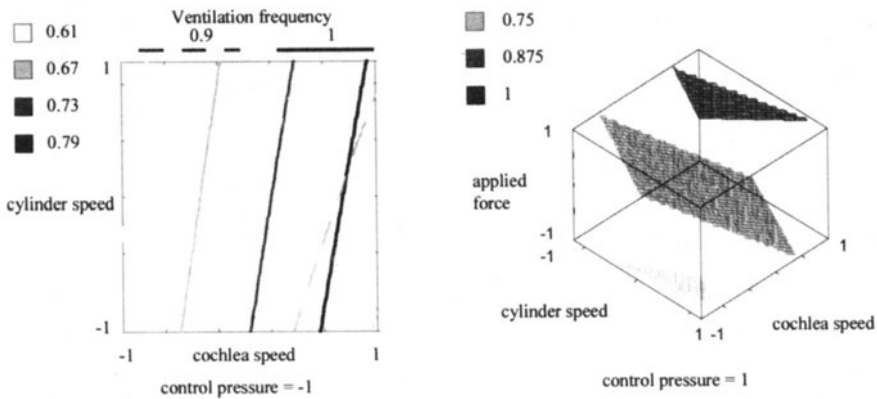 Ventilation frequency
0.9 1
0.61
0.67
0.73
0.79
1
cylinder speed
-1
-1 cochlea speed 1
control pressure = -1
0.75
0.875
1
1
applied
force
-1
-1
1
cylinder speed
1 -1
cochlea speed
control pressure = 1